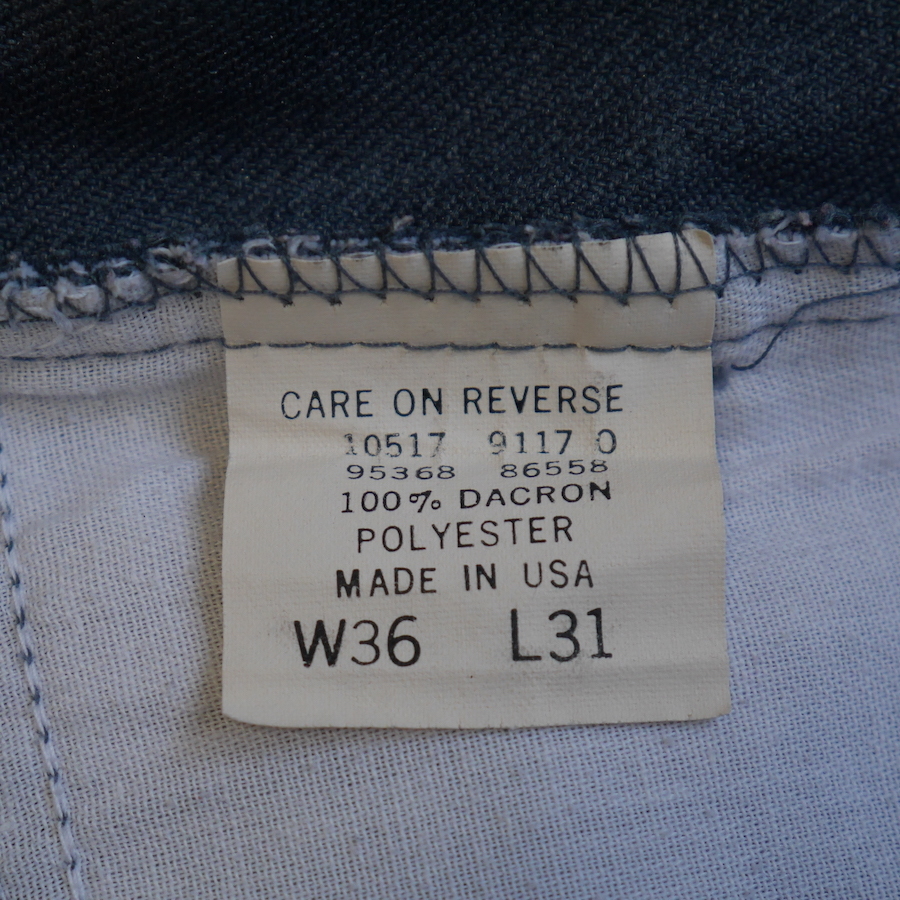 CARE ON REVERSE
10517 9117 0
95368 86558
100% DACRON
POLYESTER
MADE IN USA
W36 L31